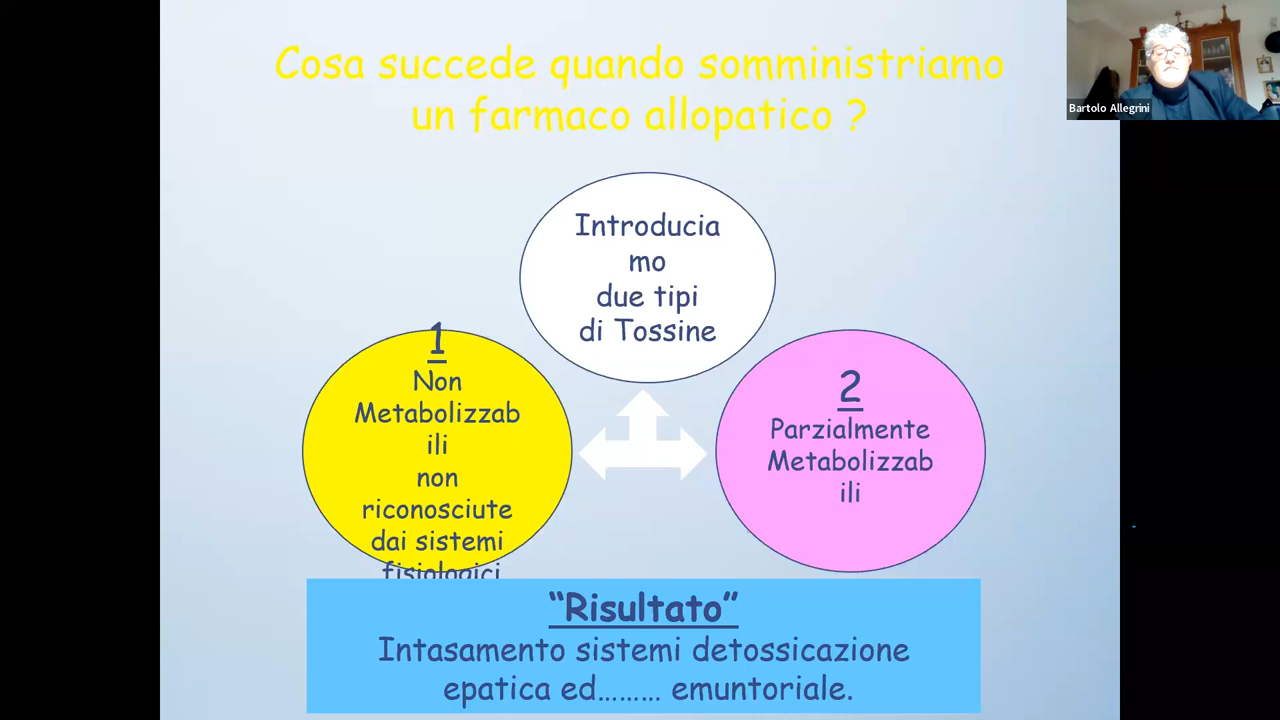 Cosa succede quando somministriamo
un farmaco allopatico ?
Bartolo Allegrini
Introducia
mo
due tipi
di Tossine
1
Non
Metabolizzab
ili
non
riconosciute
dai sistemi
fisiologici
2
Parzialmente
Metabolizzab
ili
“Risultato”
Intasamento sistemi detossicazione
epatica ed……… emuntoriale.